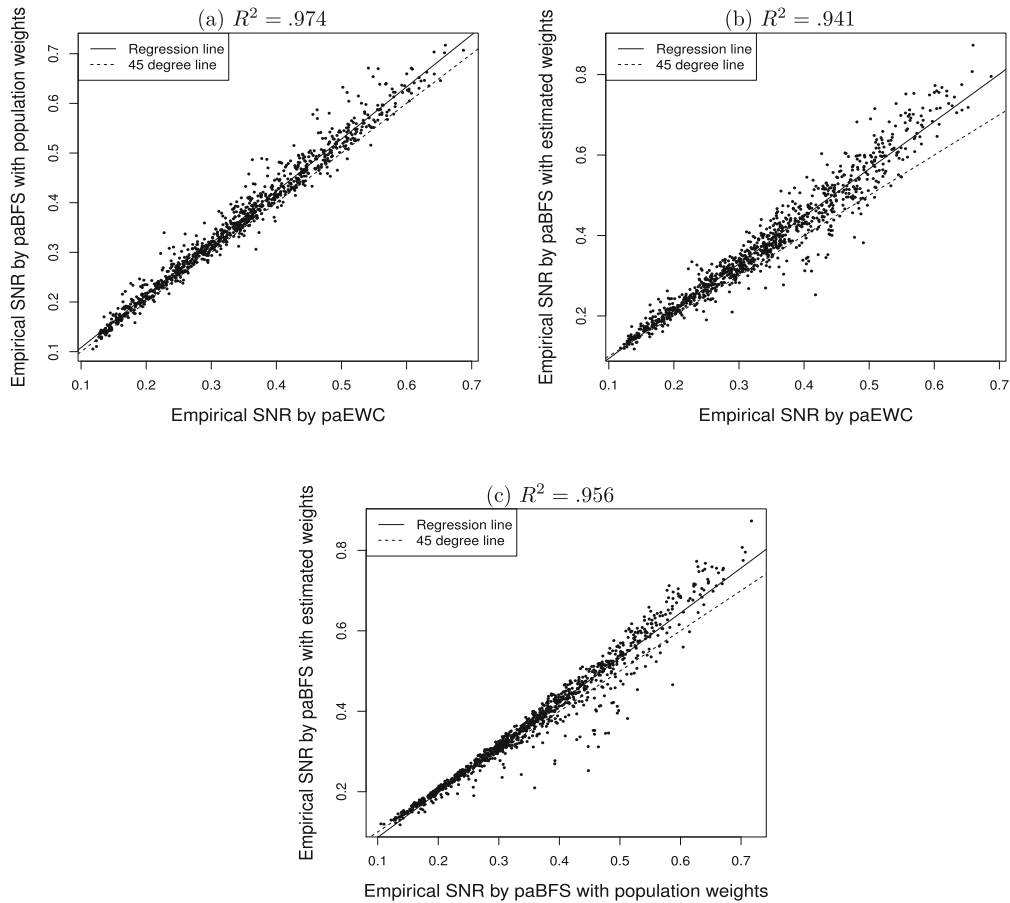 (a) R² = .974
Regression line
45 degree line
Empirical SNR by paBFS with population weights
0.1 0.2 0.3 0.4 0.5 0.6 0.7
0.1 0.2 0.3 0.4 0.5 0.6 0.7
Empirical SNR by paEWC
(b) R² = .941
Regression line
45 degree line
Empirical SNR by paBFS with estimated weights
0.2 0.4 0.6 0.8
0.1 0.2 0.3 0.4 0.5 0.6 0.7
Empirical SNR by paEWC
(c) R² = .956
Regression line
45 degree line
Empirical SNR by paBFS with estimated weights
0.2 0.4 0.6 0.8
0.1 0.2 0.3 0.4 0.5 0.6 0.7
Empirical SNR by paBFS with population weights